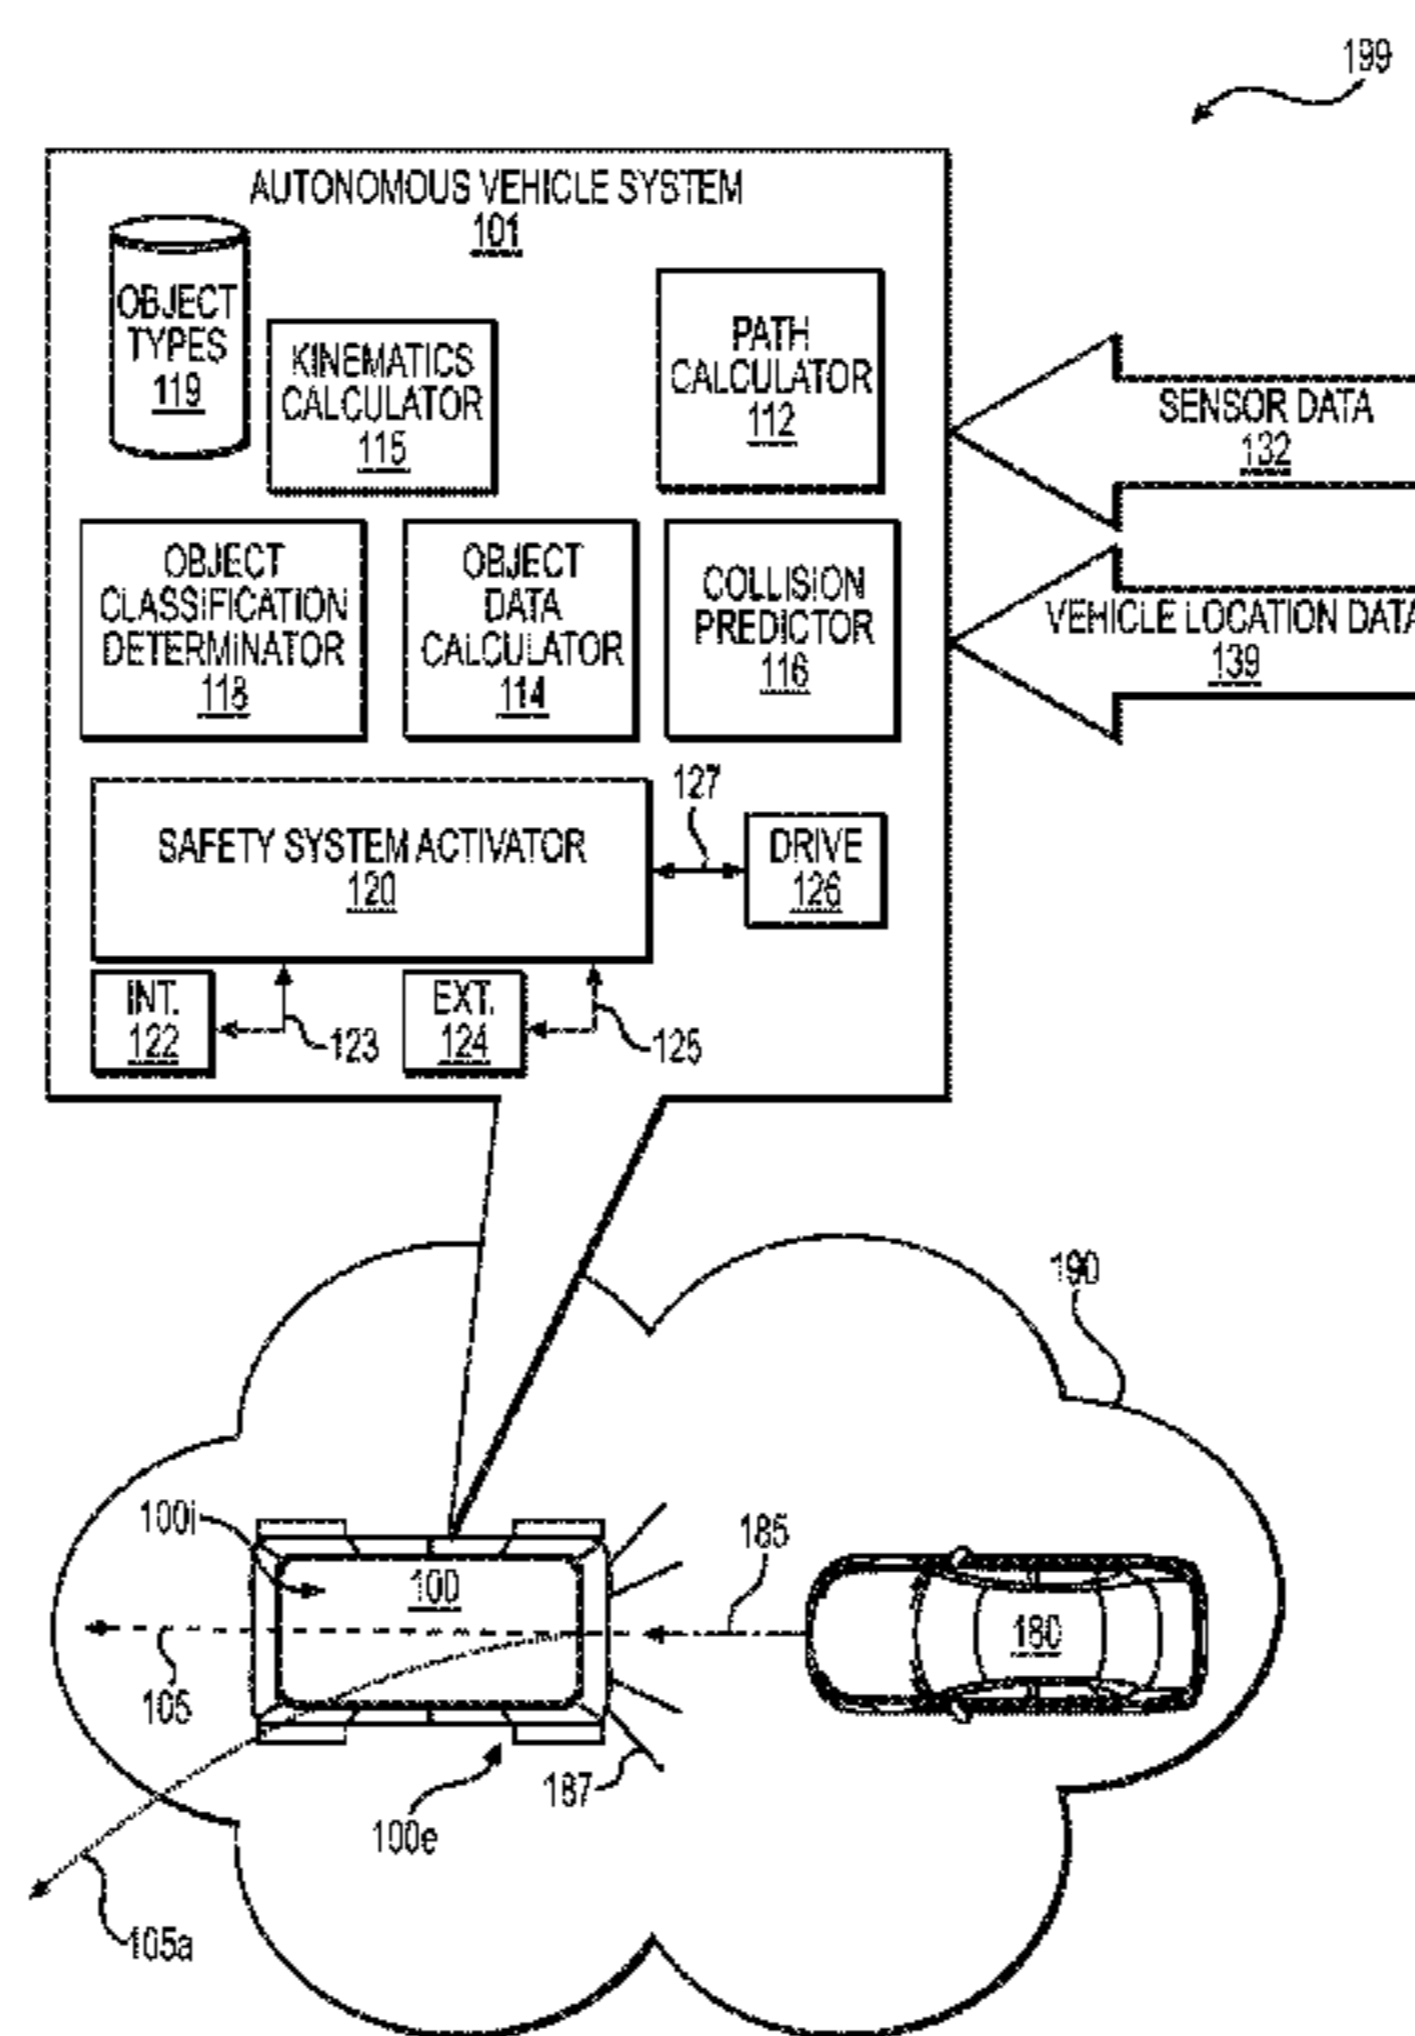 199
AUTONOMOUS VEHICLE SYSTEM
101
OBJECT
TYPES
119
KINEMATICS
CALCULATOR
115
PATH
CALCULATOR
112
SENSOR DATA
132
OBJECT
CLASSIFICATION
DETERMINATOR
118
OBJECT
DATA
CALCULATOR
114
COLLISION
PREDICTOR
116
VEHICLE LOCATION DATA
139
SAFETY SYSTEM ACTIVATOR
120
127
DRIVE
126
INT.
122
123
EXT.
124
125
190
100i
100
185
180
105
187
100e
105a